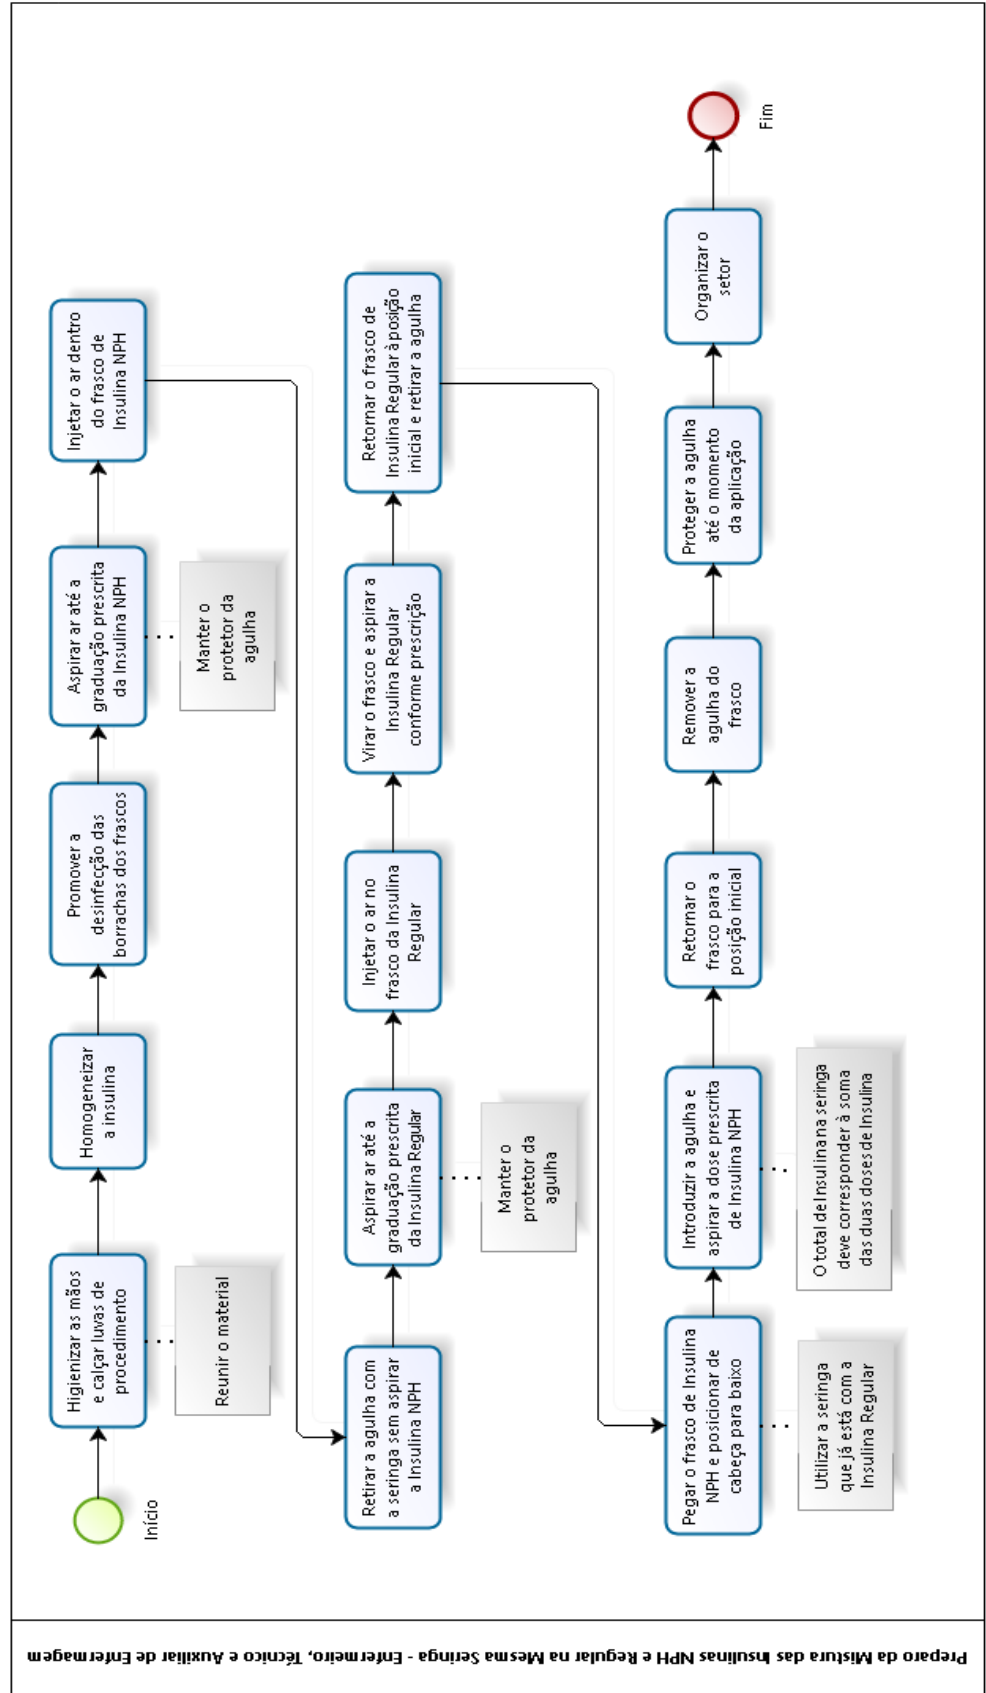 Preparo da Mistura das Insulinas NPH e Regular na Mesma Seringa - Enfermeiro, Técnico e Auxiliar de Enfermagem
Início
Higienizar as mãos
e calçar luvas de
procedimento
Reunir o material
Homogeneizar
a insulina
Promover a
desinfecção das
borrachas dos frascos
Aspirar ar até a
graduação prescrita
da Insulina NPH
Manter o
protetor da
agulha
Injetar o ar dentro
do frasco de
Insulina NPH
Retirar a agulha com
a seringa sem aspirar
a Insulina NPH
Aspirar ar até a
graduação prescrita
da Insulina Regular
Manter o
protetor da
agulha
Injetar o ar no
frasco da Insulina
Regular
Virar o frasco e aspirar a
Insulina Regular
conforme prescrição
Retornar o frasco de
Insulina Regular à posição
inicial e retirar a agulha
Pegar o frasco de Insulina
NPH e posicionar de
cabeça para baixo
Utilizar a seringa
que já está com a
Insulina Regular
Introduzir a agulha e
aspirar a dose prescrita
de Insulina NPH
O total de Insulina na seringa
deve corresponder à soma
das duas doses de Insulina
Retornar o
frasco para a
posição inicial
Remover a
agulha do
frasco
Proteger a agulha
até o momento
da aplicação
Organizar o
setor
Fim